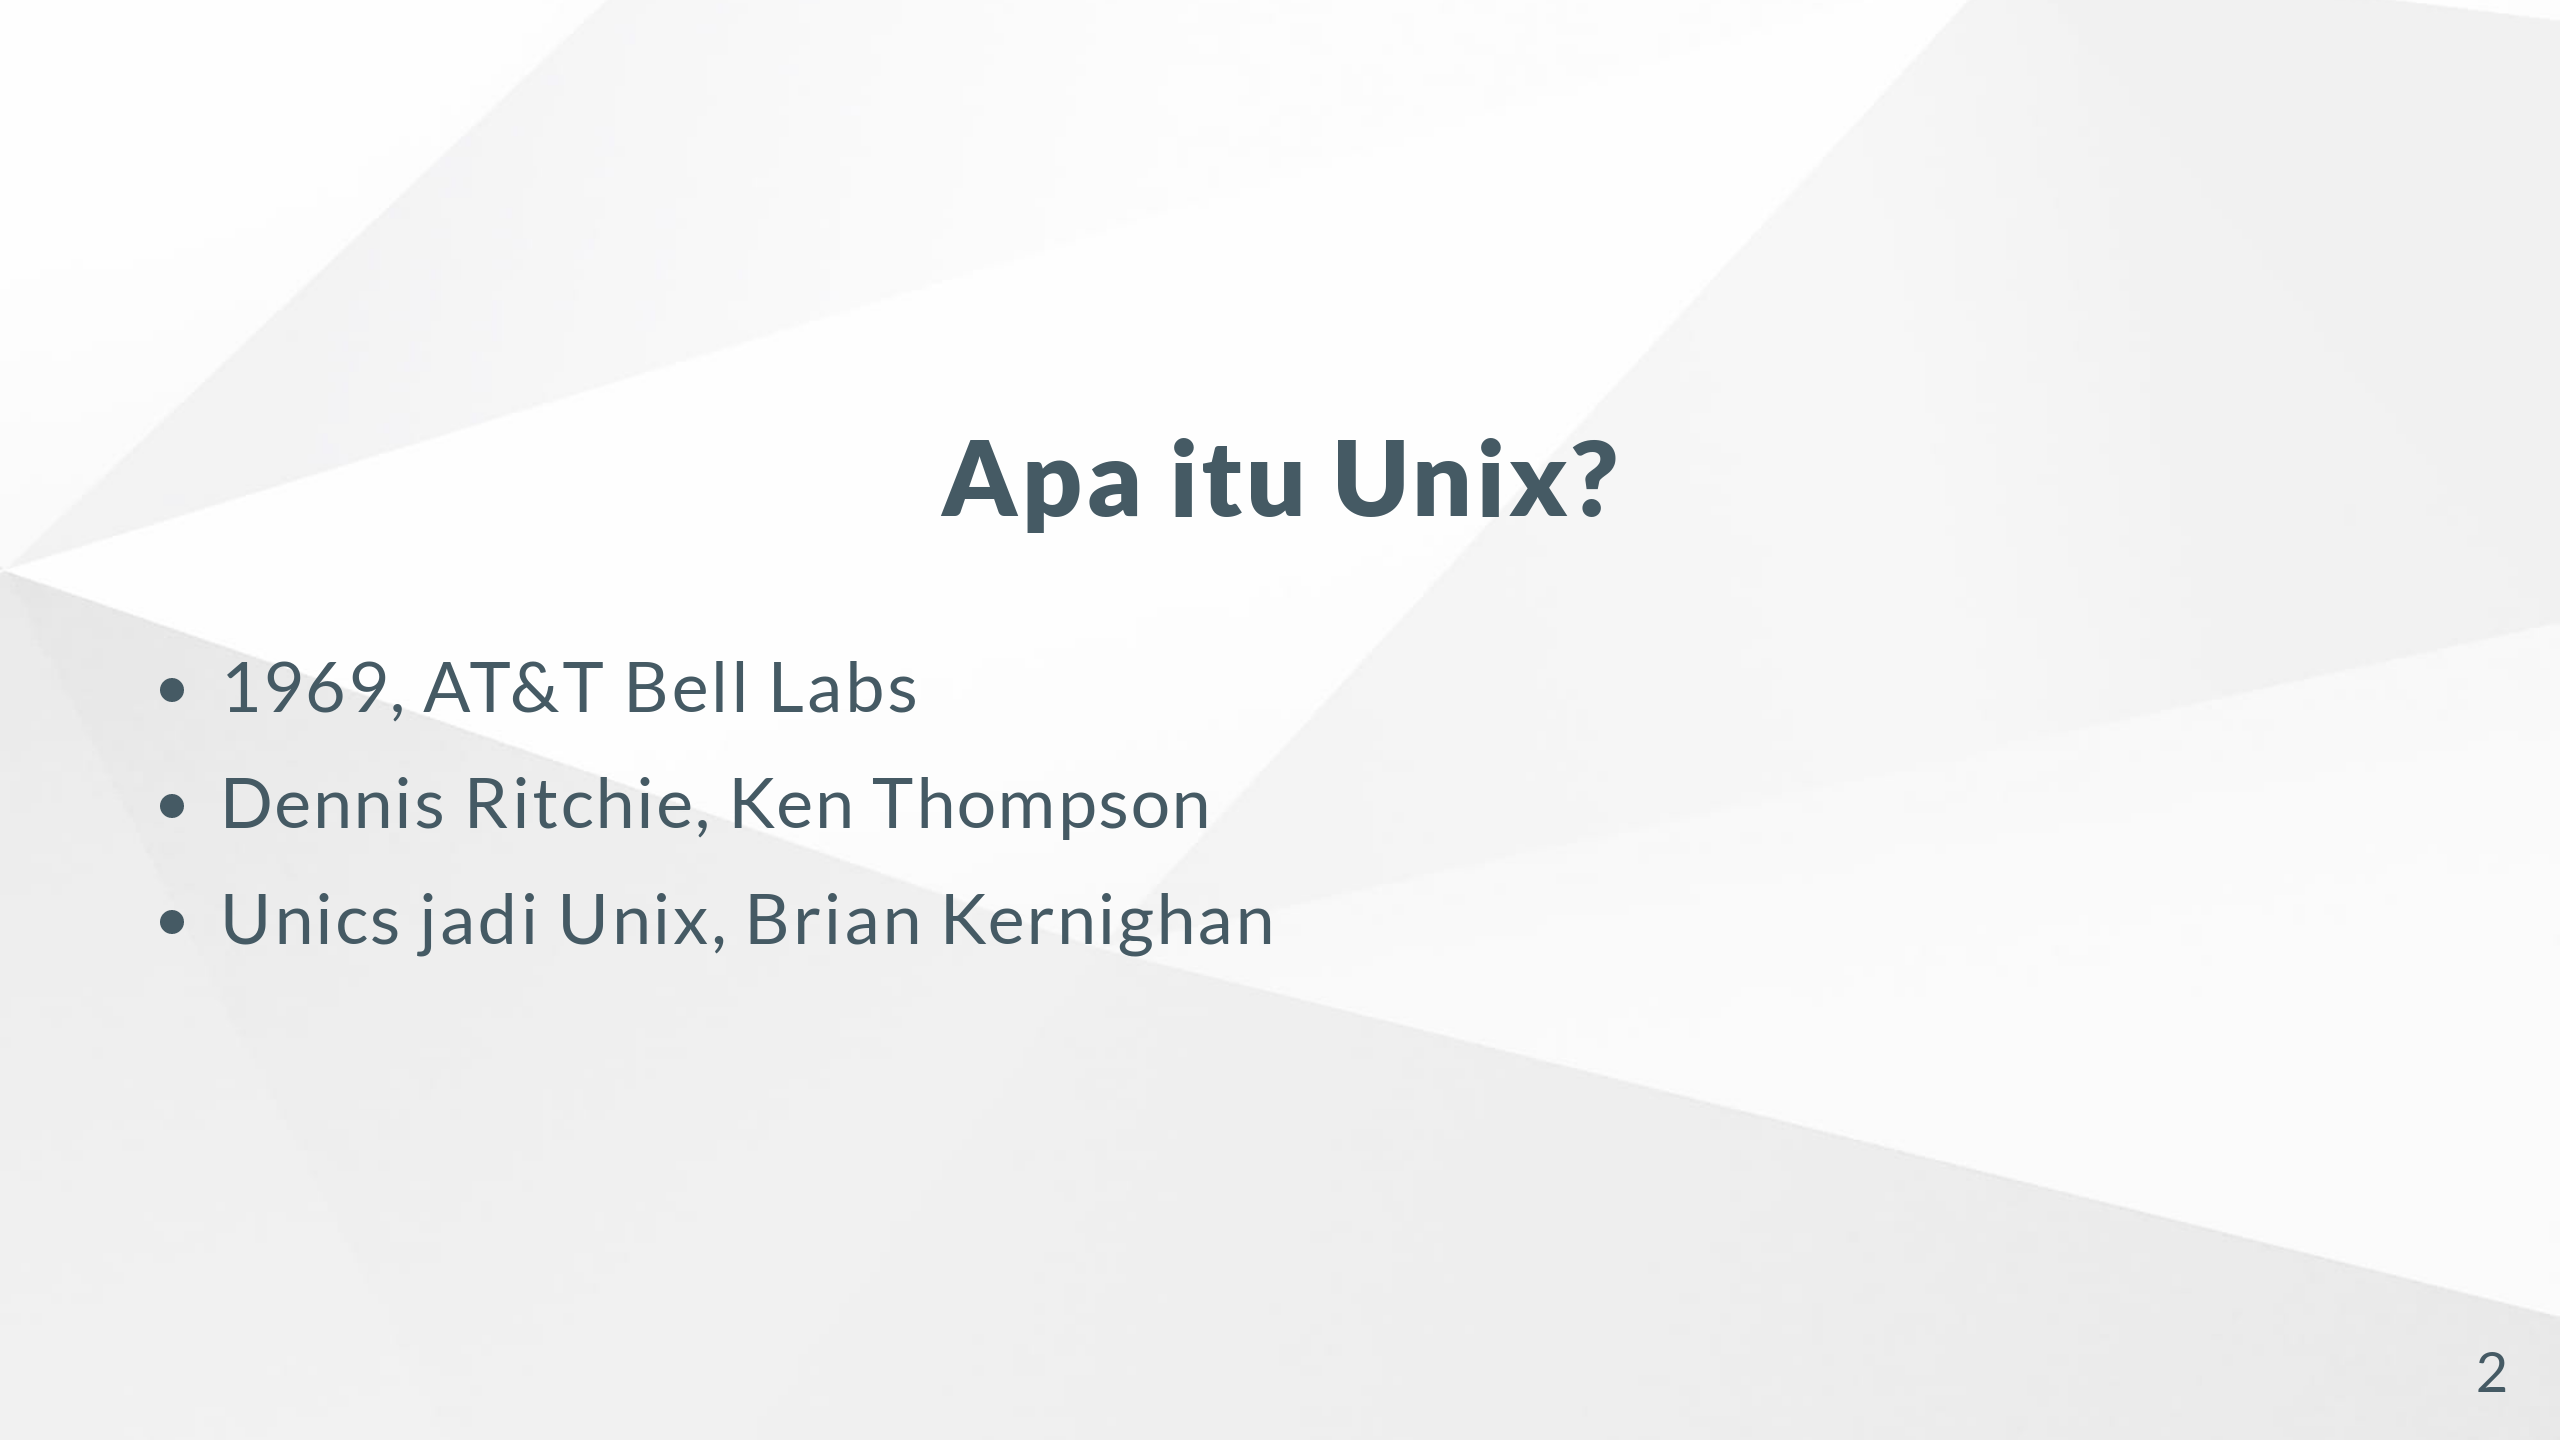 Apa itu Unix?
• 1969, AT&T Bell Labs
• Dennis Ritchie, Ken Thompson
• Unics jadi Unix, Brian Kernighan
2